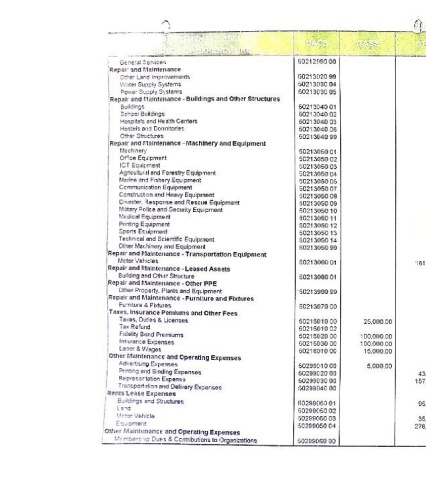 General Services 50212990 00
Repair and Maintenance
Other Land Improvements 50213020 99
Water Supply Systems 50213030 04
Power Supply Systems 50213030 05
Repair and Maintenance - Buildings and Other Structures
Buildings 50213040 01
School Buildings 50213040 02
Hospitals and Health Centers 50213040 03
Hostels and Dormitories 50213040 06
Other Structures 50213040 99
Repair and Maintenance - Machinery and Equipment
Machinery 50213050 01
Office Equipment 50213050 02
ICT Equipment 50213050 03
Agricultural and Forestry Equipment 50213050 04
Marine and Fishery Equipment 50213050 05
Communication Equipment 50213050 07
Construction and Heavy Equipment 50213050 08
Disaster, Response and Rescue Equipment 50213050 09
Military Police and Security Equipment 50213050 10
Medical Equipment 50213050 11
Printing Equipment 50213050 12
Sports Equipment 50213050 13
Technical and Scientific Equipment 50213050 14
Other Machinery and Equipment 50213050 99
Repair and Maintenance - Transportation Equipment
Motor Vehicles 50213060 01 161
Repair and Maintenance - Leased Assets
Building and Other Structure 50213080 01
Repair and Maintenance - Other PPE
Other Property, Plants and Equipment 50213990 99
Repair and Maintenance - Furniture and Fixtures
Furniture & Fixtures 50213070 00
Taxes, Insurance Premiums and Other Fees
Taxes, Duties & Licenses 50215010 00 25,000.00
Tax Refund 50215010 02
Fidelity Bond Premiums 50215020 00 100,000.00
Insurance Expenses 50215030 00 100,000.00
Labor & Wages 50216010 00 15,000.00
Other Maintenance and Operating Expenses
Advertising Expenses 50299010 00 5,000.00
Printing and Binding Expenses 50299020 00 43,
Representation Expense 50299030 00 157,
Transportation and Delivery Expenses 50299040 00
Rents/Lease Expenses
Buildings and Structures 50299050 01 95,
Land 50299050 02
Motor Vehicle 50299050 03 35,
Equipment 50299050 04 278,
Other Maintenance and Operating Expenses
Membership Dues & Contributions to Organizations 50299060 00